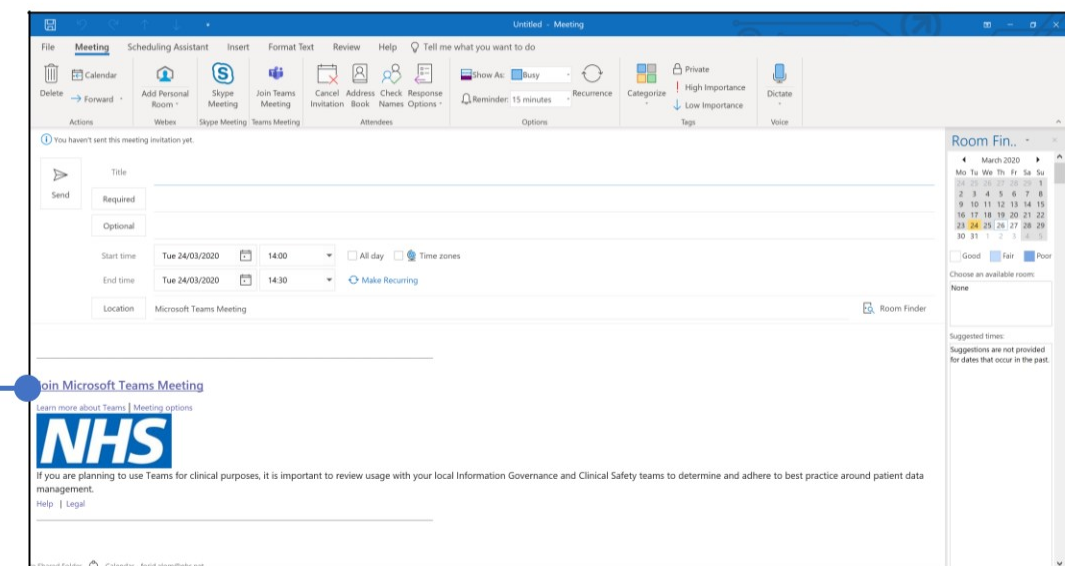 Untitled - Meeting
File Meeting Scheduling Assistant Insert Format Text Review Help Tell me what you want to do
Delete
Calendar
Forward
Actions
Add Personal
Room
Webex
Skype
Meeting
Skype Meeting
Join Teams
Meeting
Teams Meeting
Cancel
Invitation
Address
Book
Check
Names
Response
Options
Attendees
Show As: Busy
Reminder: 15 minutes
Recurrence
Options
Categorize
Private
High Importance
Low Importance
Tags
Dictate
Voice
You haven't sent this meeting invitation yet.
Send
Title
Required
Optional
Start time Tue 24/03/2020 14:00 All day Time zones
End time Tue 24/03/2020 14:30 Make Recurring
Location Microsoft Teams Meeting Room Finder
oin Microsoft Teams Meeting
Learn more about Teams | Meeting options
NHS
If you are planning to use Teams for clinical purposes, it is important to review usage with your local Information Governance and Clinical Safety teams to determine and adhere to best practice around patient data
management.
Help | Legal
Calendar
Room Fin..
March 2020
Mo Tu We Th Fr Sa Su
24 25 26 27 28 29 1
2 3 4 5 6 7 8
9 10 11 12 13 14 15
16 17 18 19 20 21 22
23 24 25 26 27 28 29
30 31 1 2 3 4 5
Good Fair Poor
Choose an available room:
None
Suggested times:
Suggestions are not provided
for dates that occur in the past.